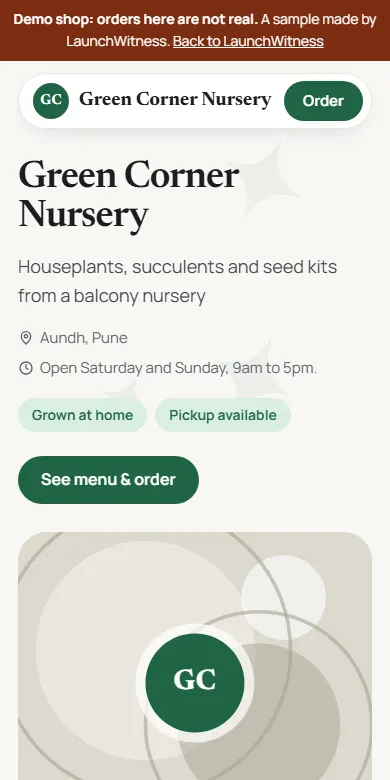 Demo shop: orders here are not real. A sample made by
LaunchWitness. Back to LaunchWitness
GC Green Corner Nursery Order
Green Corner
Nursery
Houseplants, succulents and seed kits
from a balcony nursery
Aundh, Pune
Open Saturday and Sunday, 9am to 5pm.
Grown at home Pickup available
See menu & order
GC